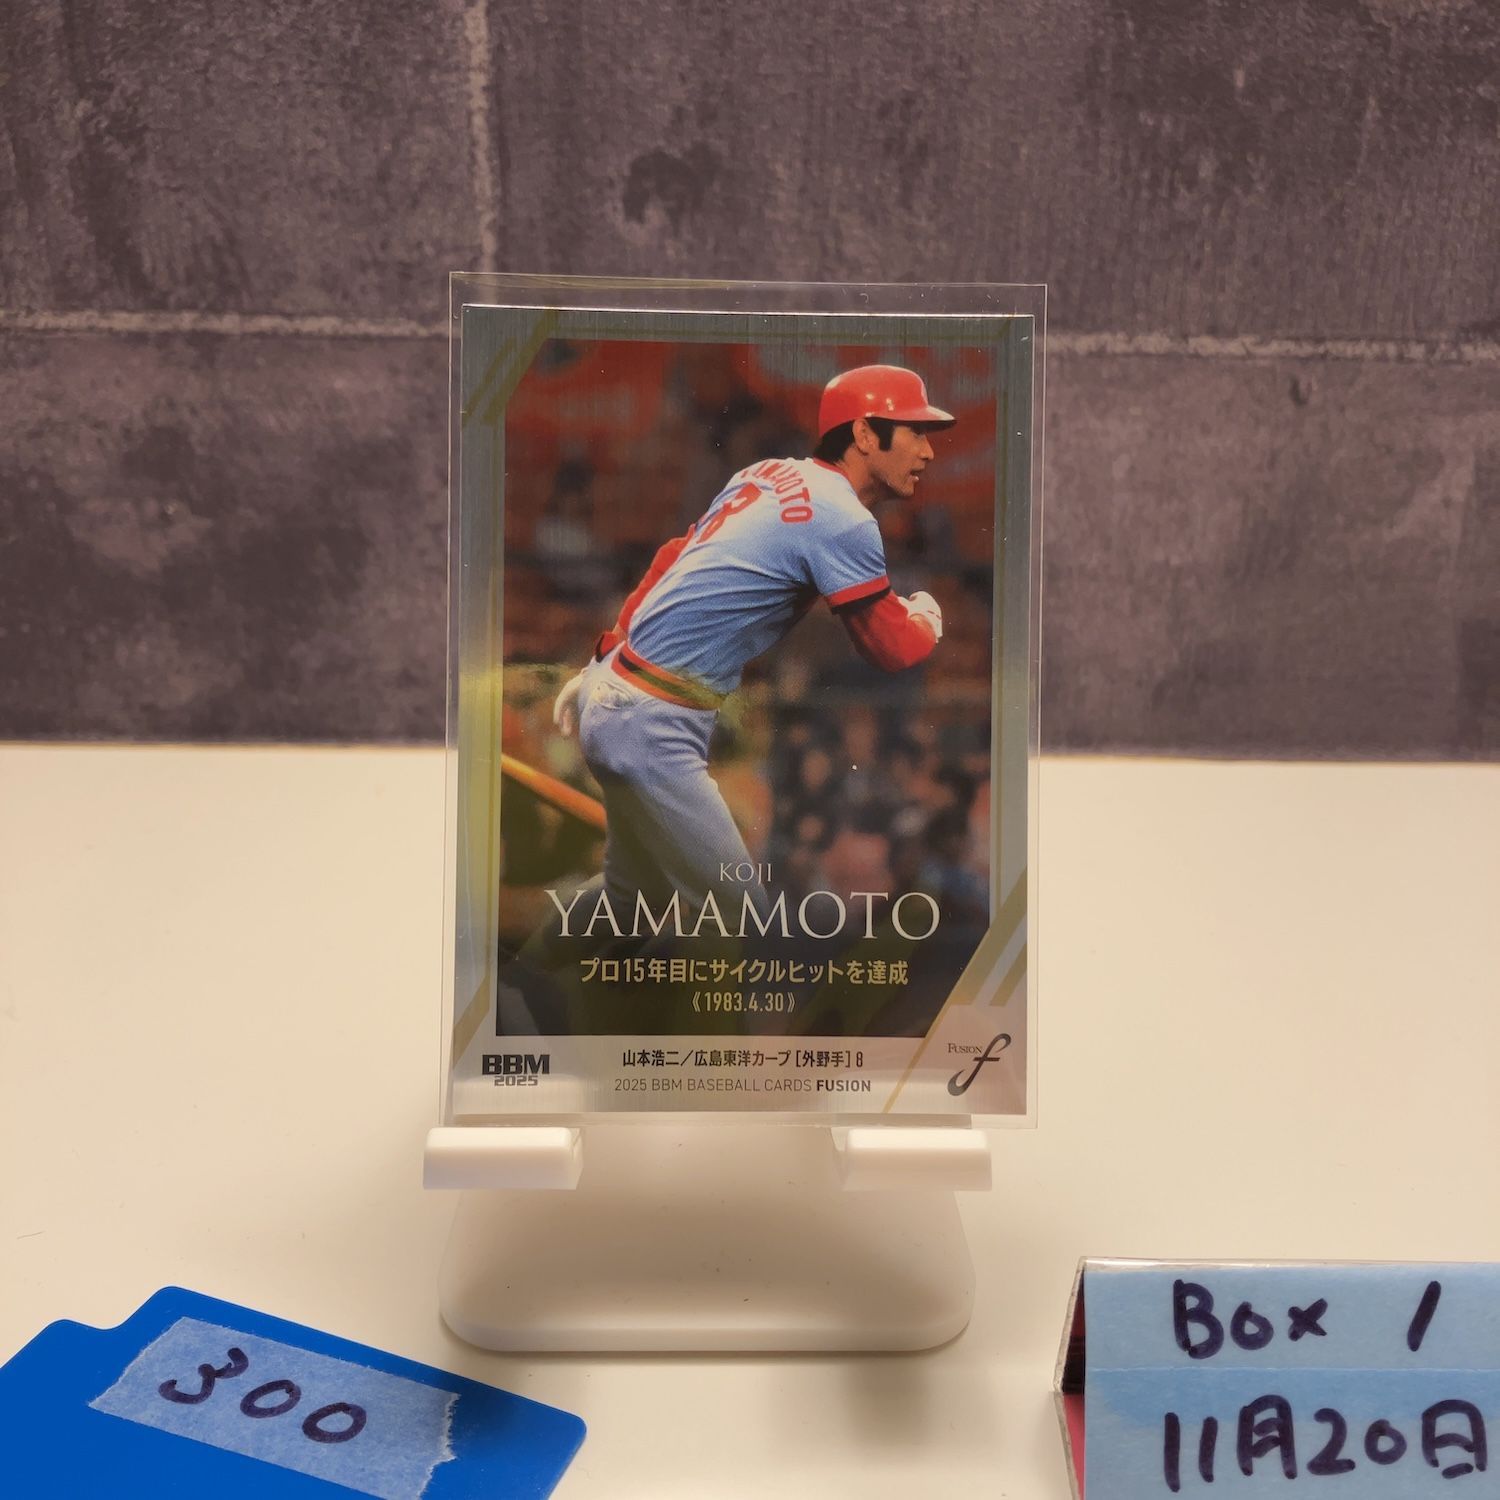 YAMAMOTO
8
KOJI
YAMAMOTO
プロ15年目にサイクルヒットを達成
《1983.4.30》
BBM
2025
山本浩二／広島東洋カープ［外野手］8
2025 BBM BASEBALL CARDS FUSION
FUSION f
300
Box 1
11月20日